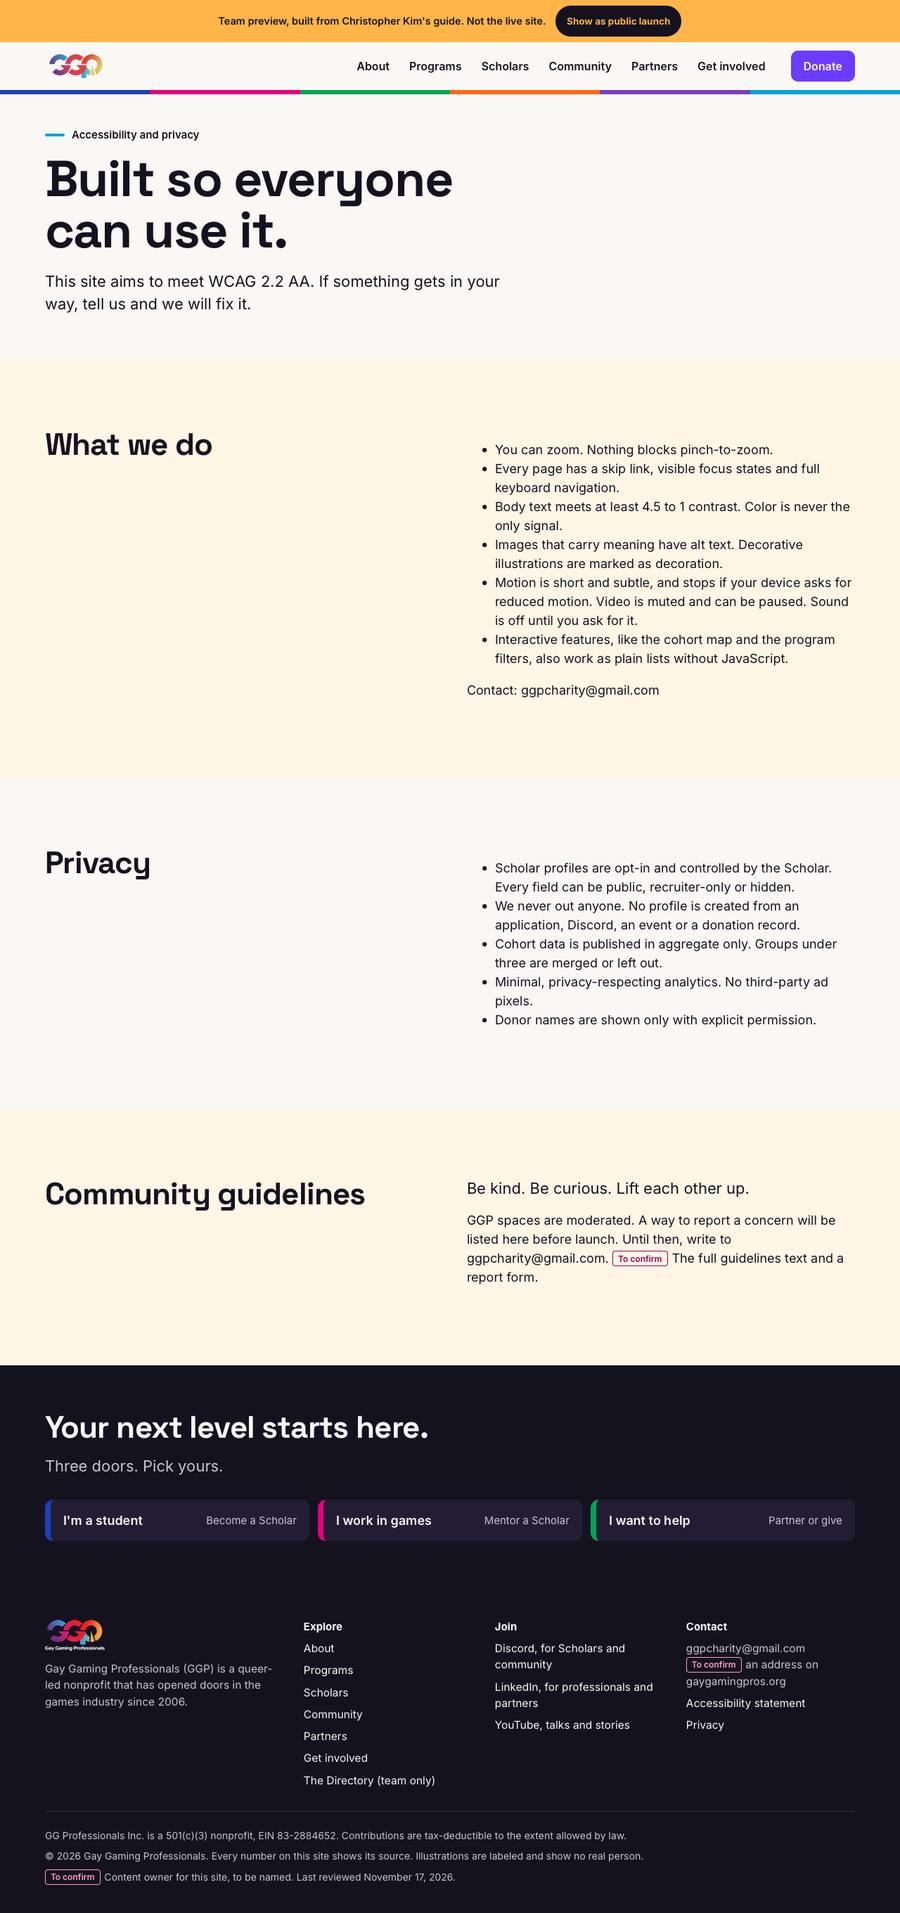 Team preview, built from Christopher Kim's guide. Not the live site.
Show as public launch
GGP
About
Programs
Scholars
Community
Partners
Get involved
Donate
Accessibility and privacy
Built so everyone
can use it.
This site aims to meet WCAG 2.2 AA. If something gets in your
way, tell us and we will fix it.
What we do
• You can zoom. Nothing blocks pinch-to-zoom.
• Every page has a skip link, visible focus states and full
keyboard navigation.
• Body text meets at least 4.5 to 1 contrast. Color is never the
only signal.
• Images that carry meaning have alt text. Decorative
illustrations are marked as decoration.
• Motion is short and subtle, and stops if your device asks for
reduced motion. Video is muted and can be paused. Sound
is off until you ask for it.
• Interactive features, like the cohort map and the program
filters, also work as plain lists without JavaScript.
Contact: ggpcharity@gmail.com
Privacy
• Scholar profiles are opt-in and controlled by the Scholar.
Every field can be public, recruiter-only or hidden.
• We never out anyone. No profile is created from an
application, Discord, an event or a donation record.
• Cohort data is published in aggregate only. Groups under
three are merged or left out.
• Minimal, privacy-respecting analytics. No third-party ad
pixels.
• Donor names are shown only with explicit permission.
Community guidelines
Be kind. Be curious. Lift each other up.
GGP spaces are moderated. A way to report a concern will be
listed here before launch. Until then, write to
ggpcharity@gmail.com. To confirm The full guidelines text and a
report form.
Your next level starts here.
Three doors. Pick yours.
I'm a student
Become a Scholar
I work in games
Mentor a Scholar
I want to help
Partner or give
GGP
Gay Gaming Professionals
Gay Gaming Professionals (GGP) is a queer-
led nonprofit that has opened doors in the
games industry since 2006.
Explore
About
Programs
Scholars
Community
Partners
Get involved
The Directory (team only)
Join
Discord, for Scholars and
community
LinkedIn, for professionals and
partners
YouTube, talks and stories
Contact
ggpcharity@gmail.com
To confirm an address on
gaygamingpros.org
Accessibility statement
Privacy
GG Professionals Inc. is a 501(c)(3) nonprofit, EIN 83-2884652. Contributions are tax-deductible to the extent allowed by law.
© 2026 Gay Gaming Professionals. Every number on this site shows its source. Illustrations are labeled and show no real person.
To confirm Content owner for this site, to be named. Last reviewed November 17, 2026.